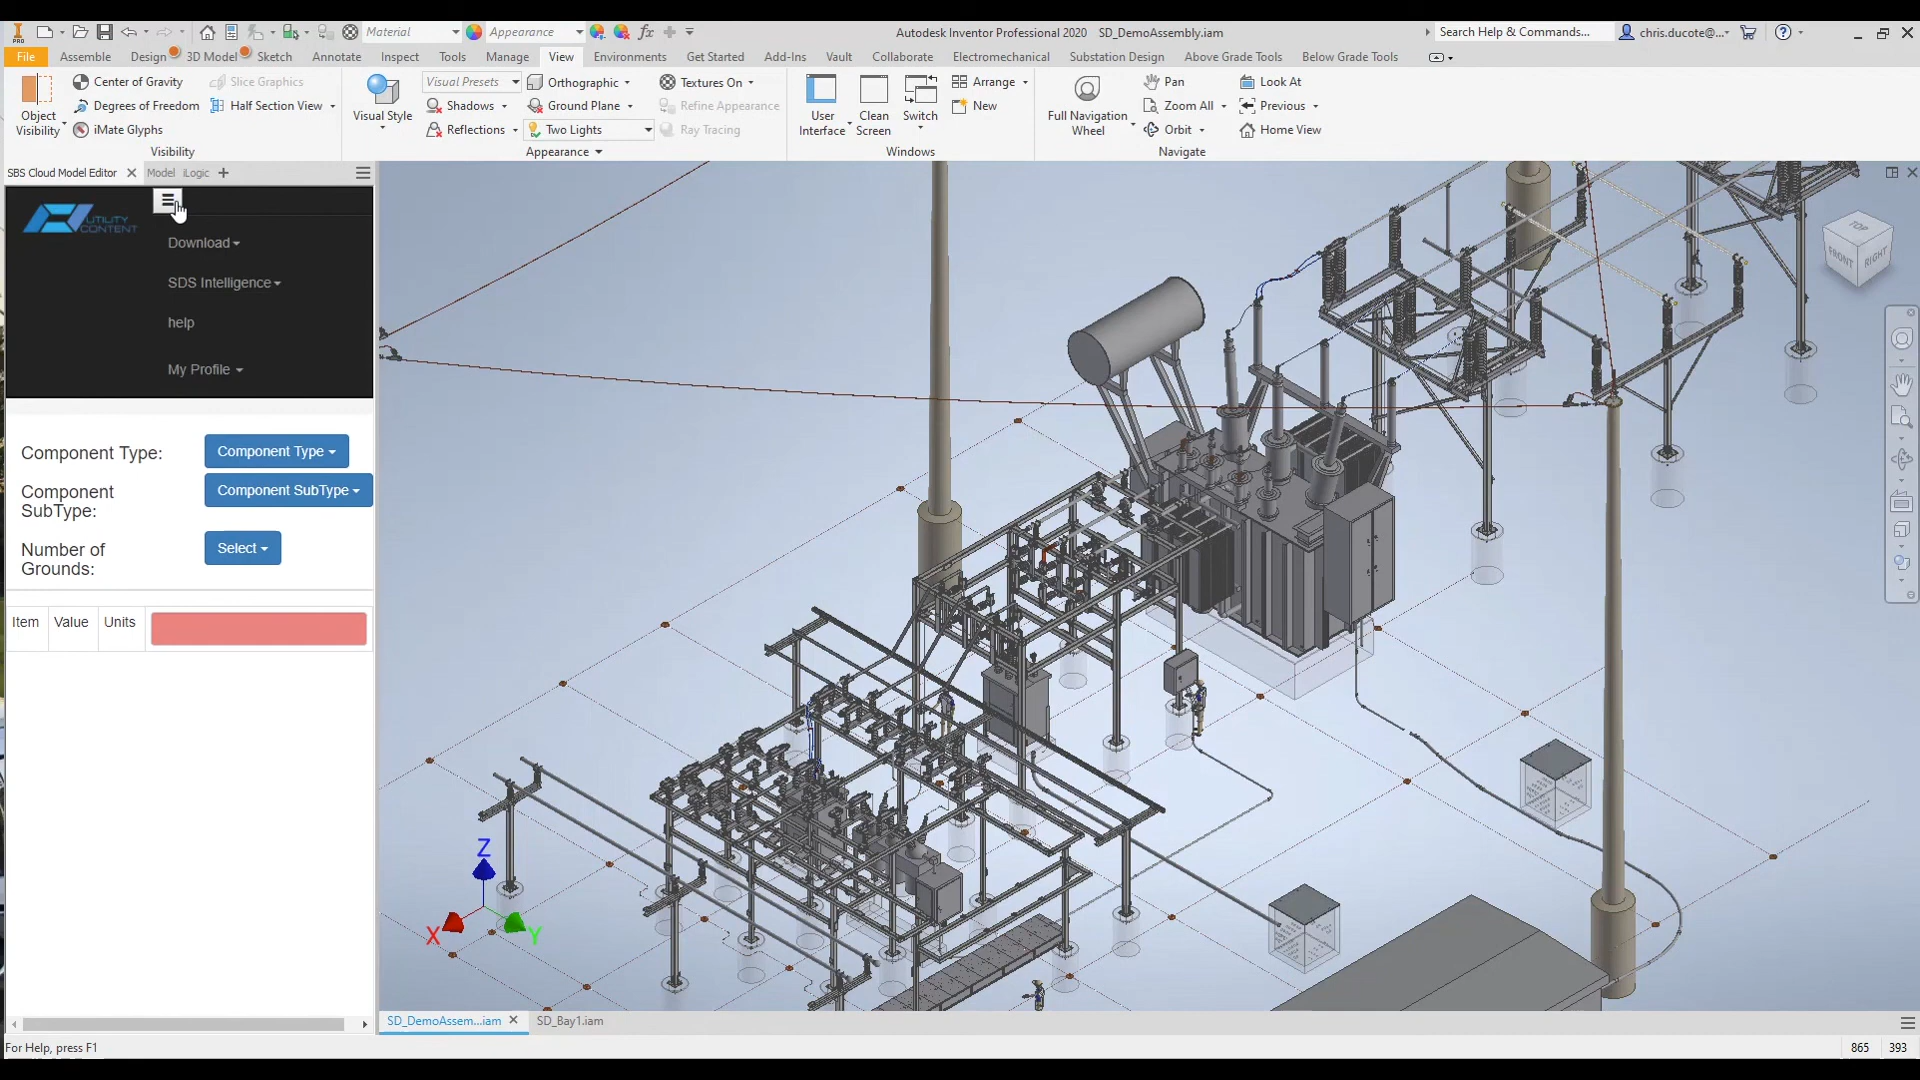 Material
Appearance
Autodesk Inventor Professional 2020 SD_DemoAssembly.iam
Search Help & Commands...
chris.ducote@...
File Assemble Design 3D Model Sketch Annotate Inspect Tools Manage View Environments Get Started Add-Ins Vault Collaborate Electromechanical Substation Design Above Grade Tools Below Grade Tools
Object Visibility
Center of Gravity
Degrees of Freedom
iMate Glyphs
Slice Graphics
Half Section View
Visibility
Visual Style
Visual Presets
Shadows
Reflections
Orthographic
Ground Plane
Two Lights
Textures On
Refine Appearance
Ray Tracing
Appearance
User Interface
Clean Screen
Switch
Arrange
New
Windows
Full Navigation Wheel
Pan
Zoom All
Orbit
Look At
Previous
Home View
Navigate
SBS Cloud Model Editor
Model
iLogic
UTILITY
CONTENT
Download
SDS Intelligence
help
My Profile
Component Type:
Component Type
Component SubType:
Component SubType
Number of Grounds:
Select
Item Value Units
TOP
FRONT
RIGHT
Z
X
Y
SD_DemoAssem...iam
SD_Bay1.iam
For Help, press F1
865 393